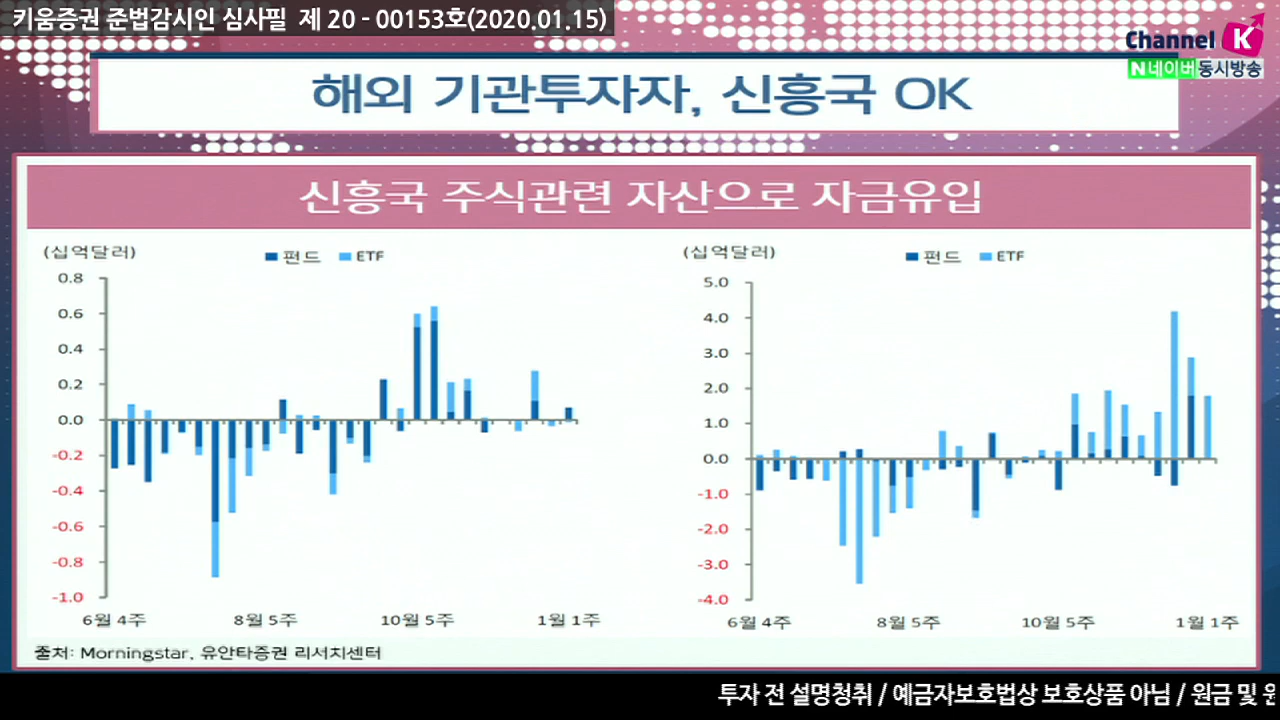 키움증권 준법감시인 심사필 제 20 - 00153호(2020.01.15)
Channel K
N 네이버 동시방송
해외 기관투자자, 신흥국 OK
신흥국 주식관련 자산으로 자금유입
(십억달러)
펀드 ETF
0.8
0.6
0.4
0.2
0.0
-0.2
-0.4
-0.6
-0.8
-1.0
6월 4주 8월 5주 10월 5주 1월 1주
(십억달러)
펀드 ETF
5.0
4.0
3.0
2.0
1.0
0.0
-1.0
-2.0
-3.0
-4.0
6월 4주 8월 5주 10월 5주 1월 1주
출처: Morningstar, 유안타증권 리서치센터
투자 전 설명청취 / 예금자보호법상 보호상품 아님 / 원금 및